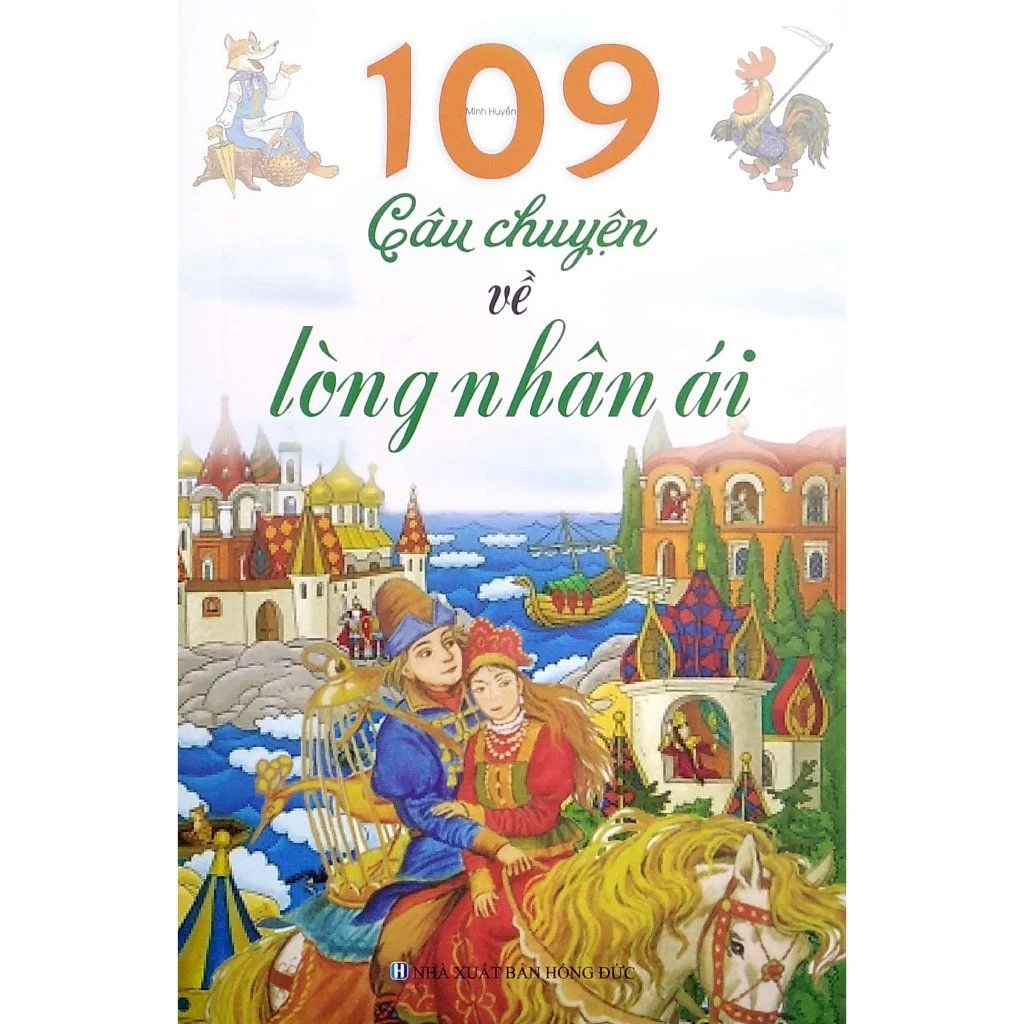 109
Minh Huyền
Câu chuyện
về
lòng nhân ái
H NHÀ XUẤT BẢN HỒNG ĐỨC